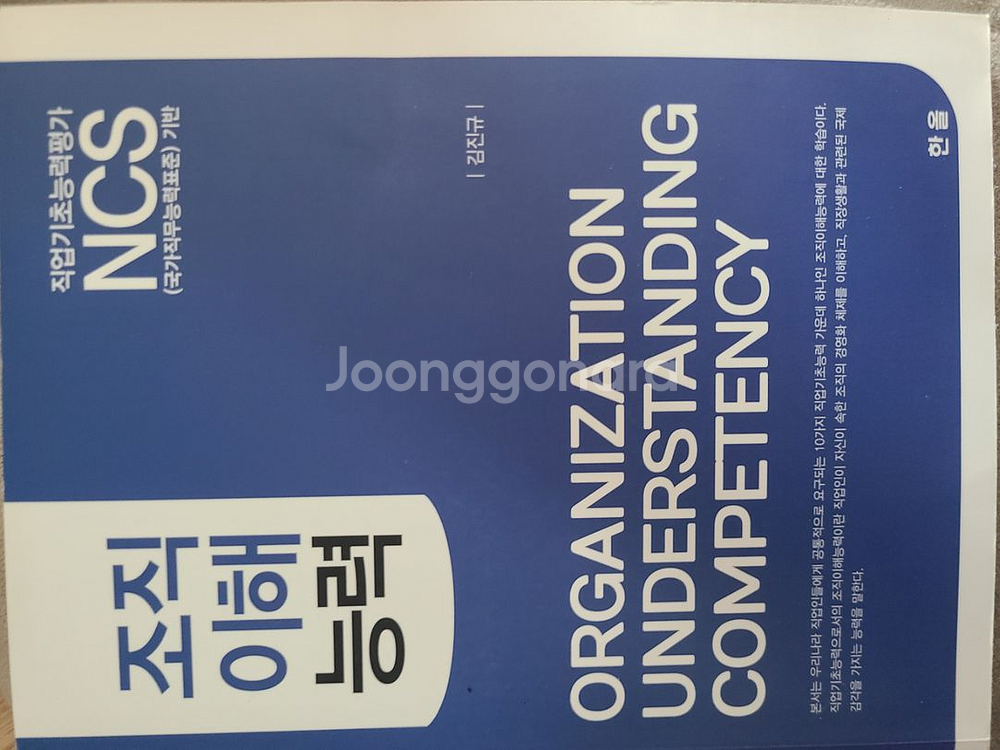 직업기초능력평가
NCS
(국가직무능력표준) 기반
조직
이해
능력
| 김진규 |
ORGANIZATION
UNDERSTANDING
COMPETENCY
본서는 우리나라 직업인들에게 공통적으로 요구되는 10가지 직업기초능력 가운데 하나인 조직이해능력에 대한 학습이다.
직업기초능력으로서의 조직이해능력이란 직업인이 자신이 속한 조직의 경영화 체제를 이해하고, 직장생활과 관련된 국제
감각을 가지는 능력을 말한다.
한올
Joonggonara